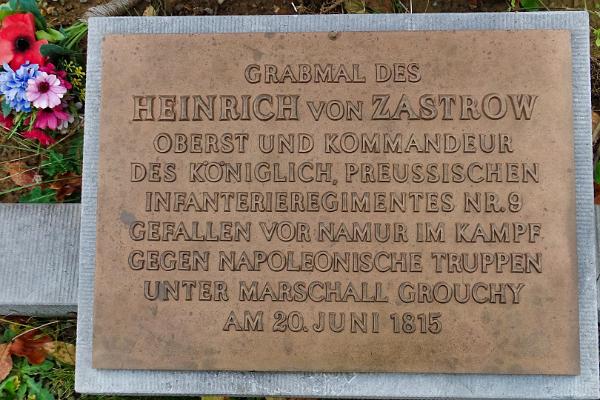 GRABMAL DES
HEINRICH VON ZASTROW
OBERST UND KOMMANDEUR
DES KÖNIGLICH, PREUSSISCHEN
INFANTERIEREGIMENTES NR. 9
GEFALLEN VOR NAMUR IM KAMPF
GEGEN NAPOLEONISCHE TRUPPEN
UNTER MARSCHALL GROUCHY
AM 20. JUNI 1815